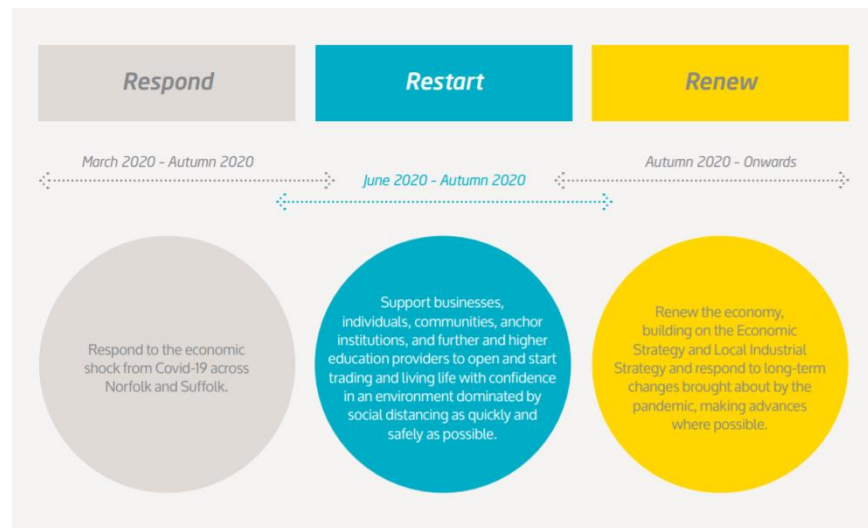 Respond
Restart
Renew
March 2020 - Autumn 2020
June 2020 - Autumn 2020
Autumn 2020 - Onwards
Respond to the economic
shock from Covid-19 across
Norfolk and Suffolk.
Support businesses,
individuals, communities, anchor
institutions, and further and higher
education providers to open and start
trading and living life with confidence
in an environment dominated by
social distancing as quickly and
safely as possible.
Renew the economy,
building on the Economic
Strategy and Local Industrial
Strategy and respond to long-term
changes brought about by the
pandemic, making advances
where possible.